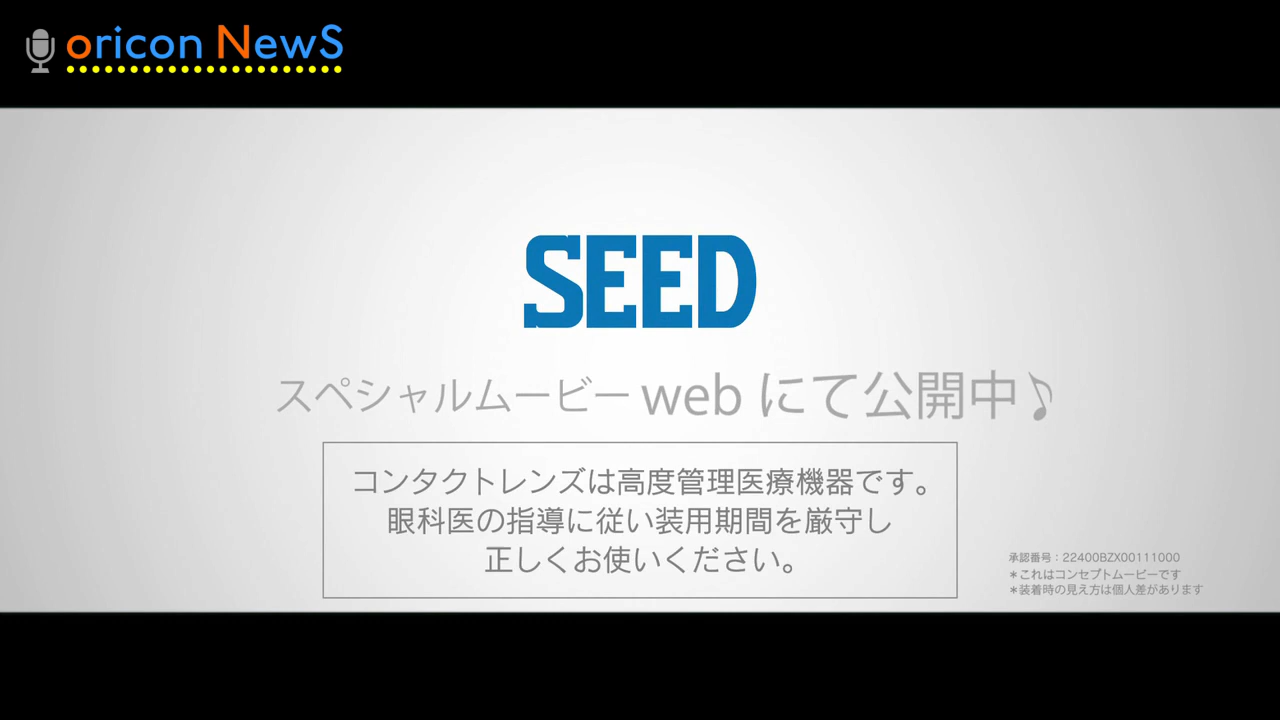 oricon NewS
SEED
スペシャルムービー web にて公開中♪
コンタクトレンズは高度管理医療機器です。
眼科医の指導に従い装用期間を厳守し
正しくお使いください。
承認番号：22400BZX00111000
＊これはコンセプトムービーです
＊装着時の見え方は個人差があります